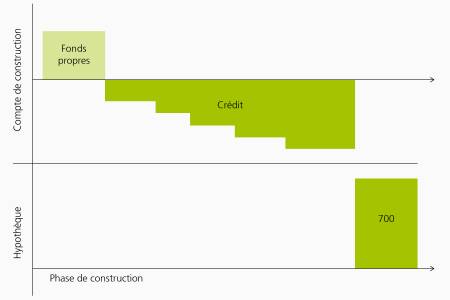 Compte de construction
Fonds
propres
Crédit
Hypothèque
700
Phase de construction